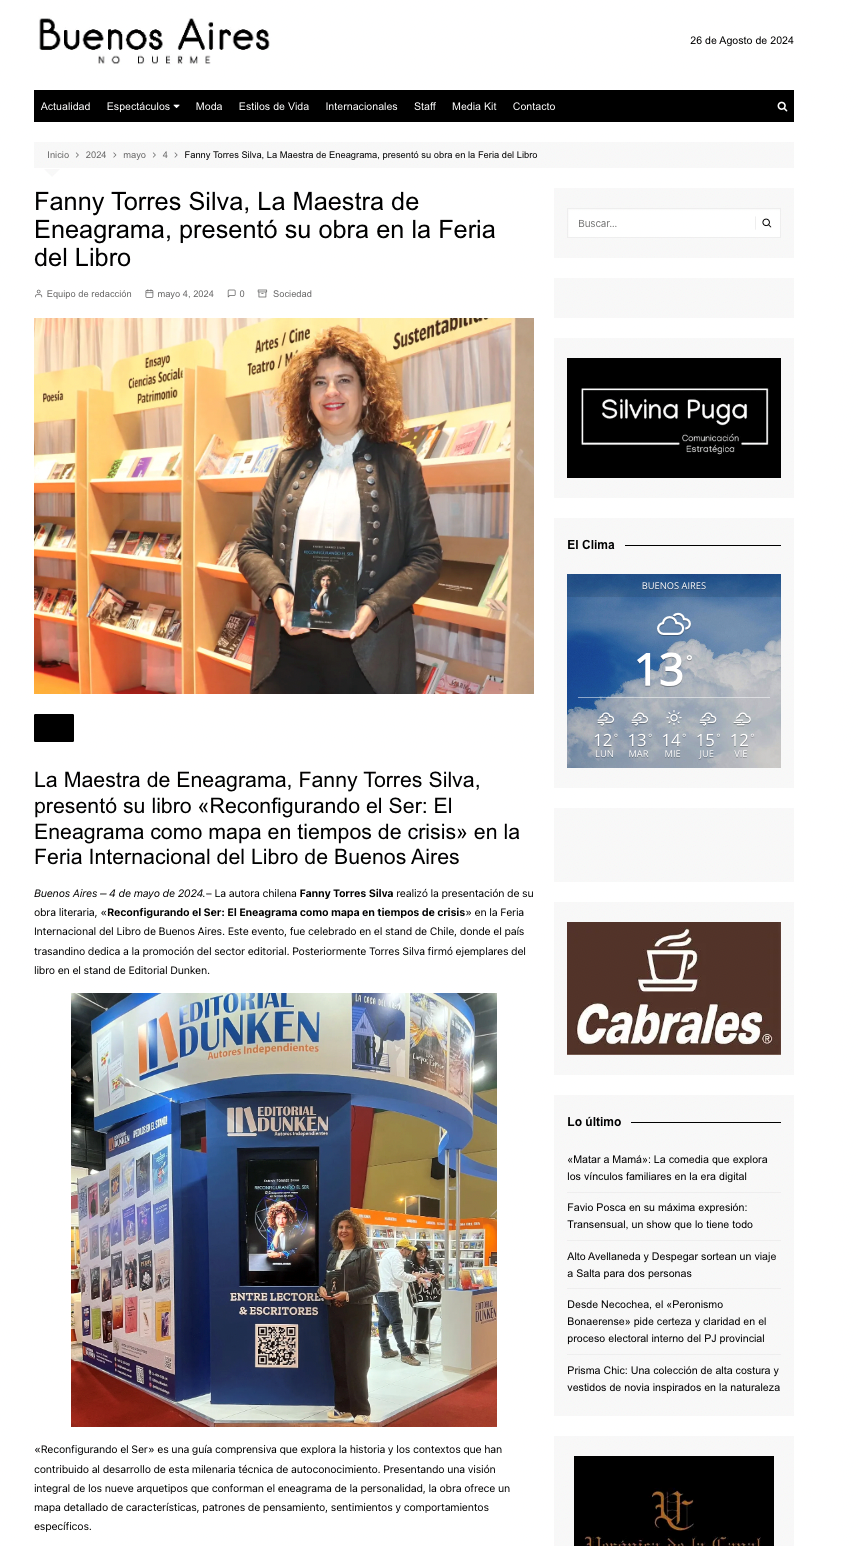 Buenos Aires
NO DUERME
26 de Agosto de 2024
Actualidad Espectáculos Moda Estilos de Vida Internacionales Staff Media Kit Contacto
Inicio > 2024 > mayo > 4 > Fanny Torres Silva, La Maestra de Eneagrama, presentó su obra en la Feria del Libro
Fanny Torres Silva, La Maestra de
Eneagrama, presentó su obra en la Feria
del Libro
Equipo de redacción mayo 4, 2024 0 Sociedad
Poesía
Ensayo
Ciencias Sociales
Patrimonio
Artes / Cine
RECONFIGURANDO EL SER
La Maestra de Eneagrama, Fanny Torres Silva,
presentó su libro «Reconfigurando el Ser: El
Eneagrama como mapa en tiempos de crisis» en la
Feria Internacional del Libro de Buenos Aires
Buenos Aires – 4 de mayo de 2024.– La autora chilena Fanny Torres Silva realizó la presentación de su
obra literaria, «Reconfigurando el Ser: El Eneagrama como mapa en tiempos de crisis» en la Feria
Internacional del Libro de Buenos Aires. Este evento, fue celebrado en el stand de Chile, donde el país
trasandino dedica a la promoción del sector editorial. Posteriormente Torres Silva firmó ejemplares del
libro en el stand de Editorial Dunken.
EDITORIAL
DUNKEN
Autores Independientes
EDITORIAL
DUNKEN
Autores Independientes
FANNY TORRES SILVA
RECONFIGURANDO EL SER
ENTRE LECTORES
& ESCRITORES
«Reconfigurando el Ser» es una guía comprensiva que explora la historia y los contextos que han
contribuido al desarrollo de esta milenaria técnica de autoconocimiento. Presentando una visión
integral de los nueve arquetipos que conforman el eneagrama de la personalidad, la obra ofrece un
mapa detallado de características, patrones de pensamiento, sentimientos y comportamientos
específicos.
Buscar...
Silvina Puga
Comunicación
Estratégica
El Clima
BUENOS AIRES
13°
12° 13° 14° 15° 12°
LUN MAR MIE JUE VIE
Cabrales®
Lo último
«Matar a Mamá»: La comedia que explora
los vínculos familiares en la era digital
Favio Posca en su máxima expresión:
Transensual, un show que lo tiene todo
Alto Avellaneda y Despegar sortean un viaje
a Salta para dos personas
Desde Necochea, el «Peronismo
Bonaerense» pide certeza y claridad en el
proceso electoral interno del PJ provincial
Prisma Chic: Una colección de alta costura y
vestidos de novia inspirados en la naturaleza